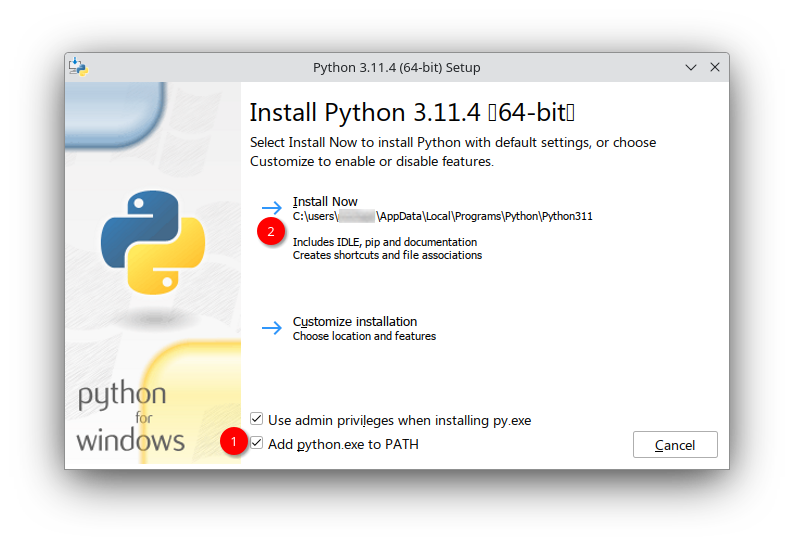 Python 3.11.4 (64-bit) Setup
Install Python 3.11.4 64-bit
Select Install Now to install Python with default settings, or choose
Customize to enable or disable features.
Install Now
C:\users\ \AppData\Local\Programs\Python\Python311
2
Includes IDLE, pip and documentation
Creates shortcuts and file associations
Customize installation
Choose location and features
python
for
windows
Use admin privileges when installing py.exe
1
Add python.exe to PATH
Cancel